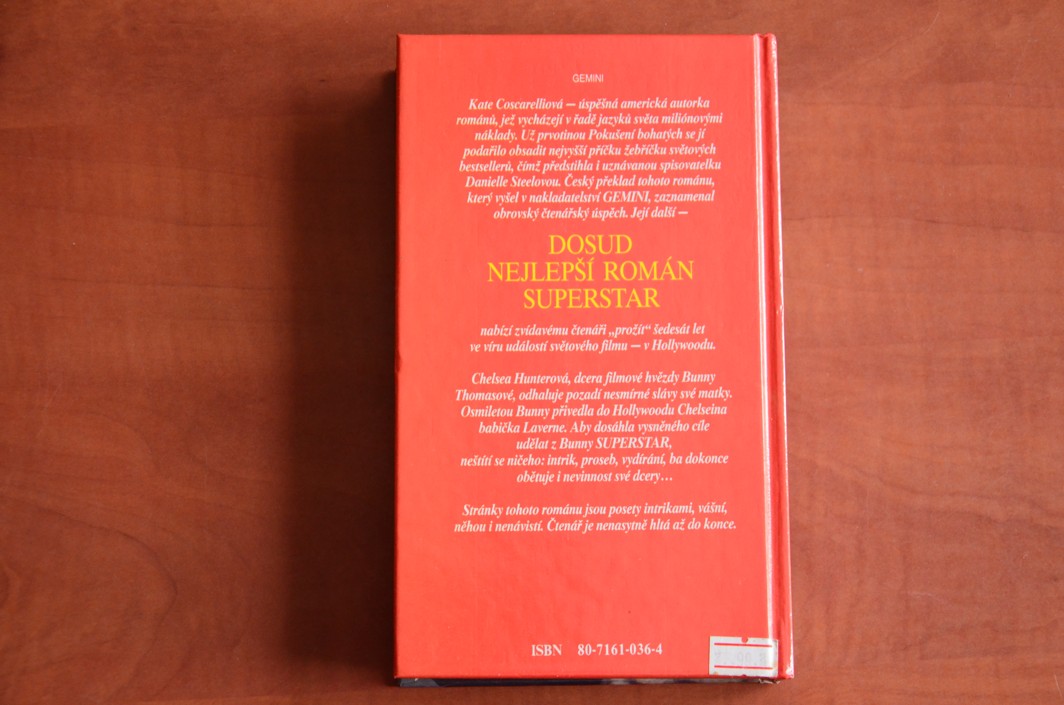 GEMINI
Kate Coscarelliová — úspěšná americká autorka
románů, jež vycházejí v řadě jazyků světa miliónovými
náklady. Už prvotinou Pokušení bohatých se jí
podařilo obsadit nejvyšší příčku žebříčku světových
bestsellerů, čímž předstihla i uznávanou spisovatelku
Danielle Steelovou. Český překlad tohoto románu,
který vyšel v nakladatelství GEMINI, zaznamenal
obrovský čtenářský úspěch. Její další —
DOSUD
NEJLEPŠÍ ROMÁN
SUPERSTAR
nabízí zvídavému čtenáři „prožít“ šedesát let
ve víru událostí světového filmu — v Hollywoodu.
Chelsea Hunterová, dcera filmové hvězdy Bunny
Thomasové, odhaluje pozadí nesmírné slávy své matky.
Osmiletou Bunny přivedla do Hollywoodu Chelseina
babička Laverne. Aby dosáhla vysněného cíle
udělat z Bunny SUPERSTAR,
neštítí se ničeho: intrik, proseb, vydírání, ba dokonce
obětuje i nevinnost své dcery…
Stránky tohoto románu jsou posety intrikami, vášní,
něhou i nenávistí. Čtenář je nenasytně hltá až do konce.
ISBN 80-7161-036-4